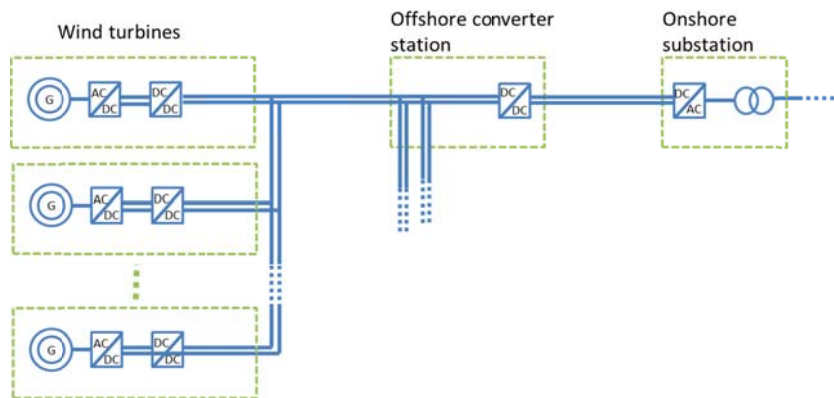 Wind turbines
Offshore converter
station
Onshore
substation
G
AC
DC
DC
DC
DC
DC
DC
AC
G
AC
DC
DC
DC
G
AC
DC
DC
DC